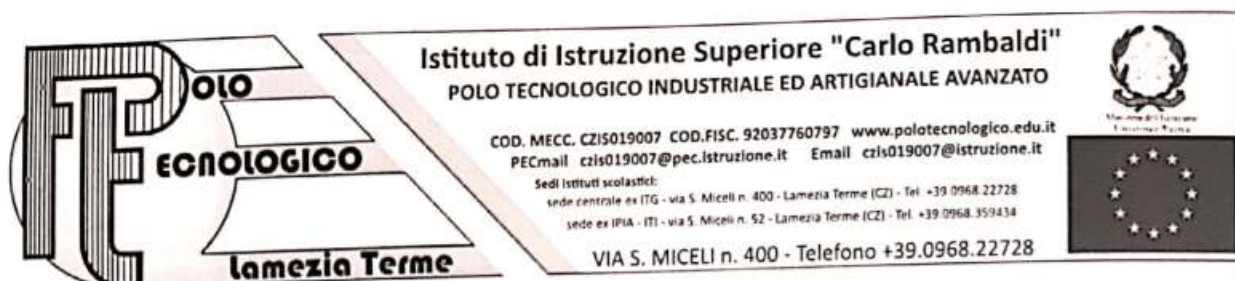 POLO
TECNOLOGICO
Lamezia Terme
Istituto di Istruzione Superiore "Carlo Rambaldi"
POLO TECNOLOGICO INDUSTRIALE ED ARTIGIANALE AVANZATO
COD. MECC. CZIS019007 COD.FISC. 92037760797 www.polotecnologico.edu.it
PECmail czis019007@pec.istruzione.it Email czis019007@istruzione.it
Sedi istituti scolastici:
sede centrale ex ITG - via S. Miceli n. 400 - Lamezia Terme (CZ) - Tel. +39.0968.22728
sede ex IPIA - ITI - via S. Miceli n. 52 - Lamezia Terme (CZ) - Tel. +39.0968.359434
VIA S. MICELI n. 400 - Telefono +39.0968.22728